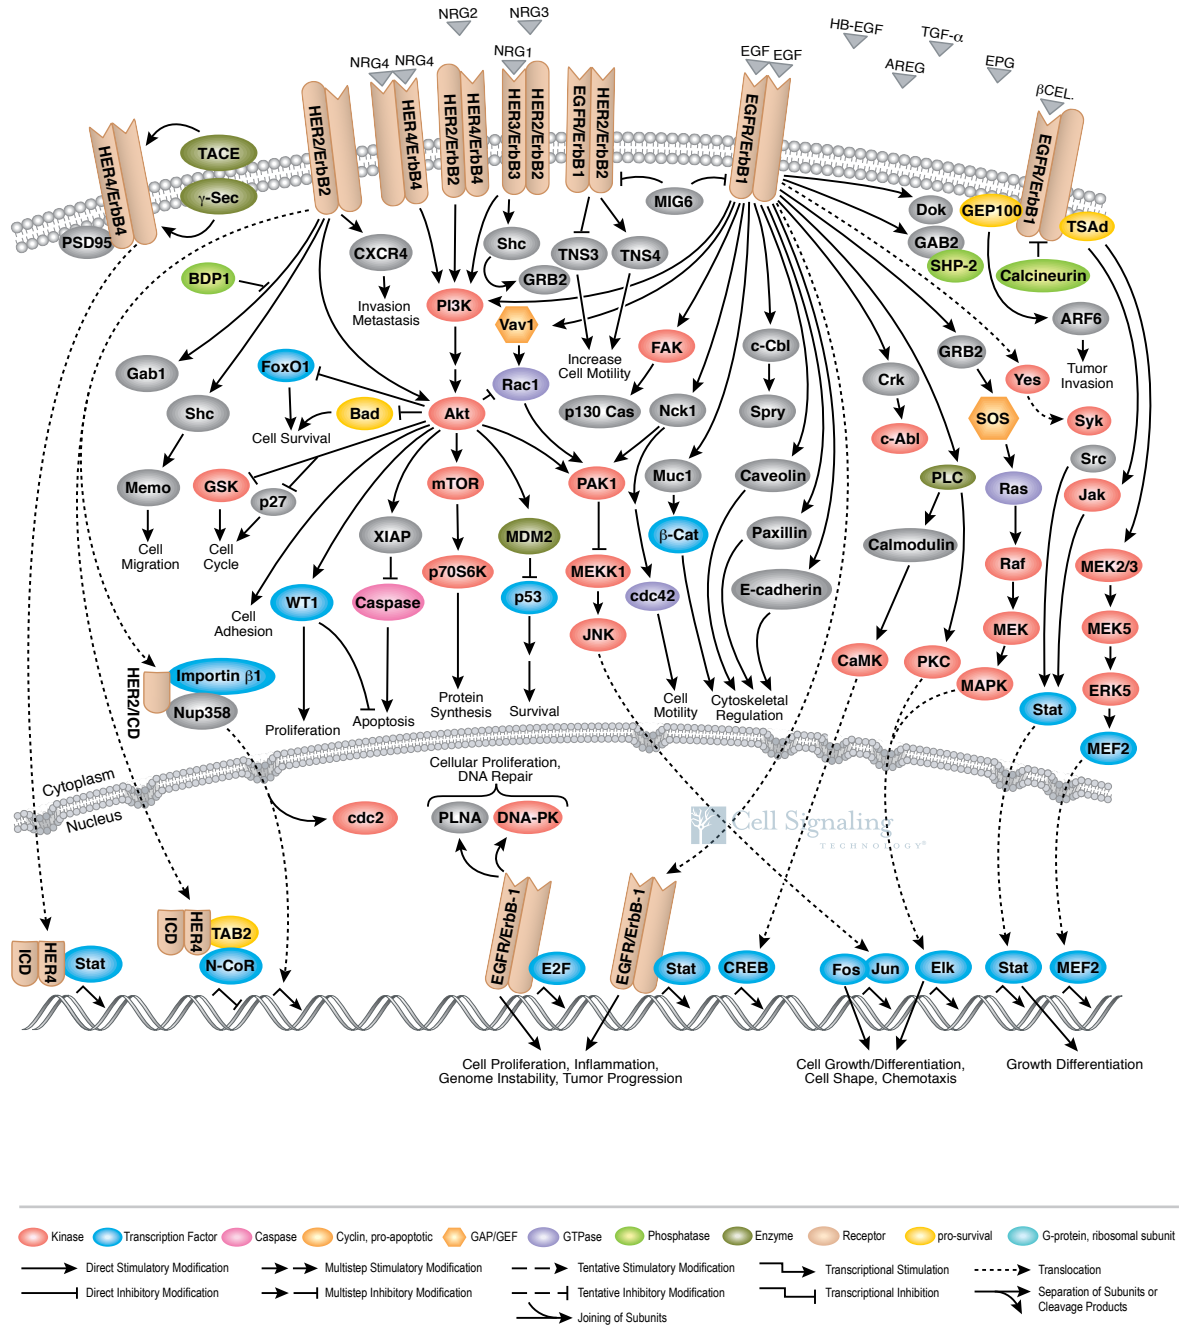 NRG2
NRG3
HB-EGF
TGF-α
NRG4
NRG4
NRG1
EGF
EGF
AREG
EPG
βCEL.
HER4/ErbB4
HER2/ErbB2
HER4/ErbB4
HER2/ErbB2
HER4/ErbB4
HER3/ErbB3
HER2/ErbB2
EGFR/ErbB1
HER2/ErbB2
EGFR/ErbB1
EGFR/ErbB1
TACE
γ-Sec
PSD95
MIG6
Dok
GEP100
TSAd
GAB2
SHP-2
Calcineurin
BDP1
CXCR4
Shc
GRB2
TNS3
TNS4
Invasion
Metastasis
PI3K
Vav1
ARF6
Gab1
FoxO1
Rac1
Increase
Cell Motility
FAK
c-Cbl
GRB2
Crk
Yes
Tumor
Invasion
Shc
Bad
Akt
p130 Cas
Nck1
Spry
SOS
Syk
Cell Survival
c-Abl
Src
Memo
GSK
p27
mTOR
PAK1
Muc1
Caveolin
PLC
Ras
Jak
Cell
Migration
Cell
Cycle
XIAP
MDM2
β-Cat
Paxillin
Calmodulin
p70S6K
MEKK1
Raf
MEK2/3
WT1
Caspase
p53
cdc42
E-cadherin
Cell
Adhesion
JNK
MEK
MEK5
CaMK
PKC
MAPK
ERK5
HER2/ICD
Importin β1
Nup358
Proliferation
Apoptosis
Protein
Synthesis
Survival
Cell
Motility
Cytoskeletal
Regulation
Stat
MEF2
Cytoplasm
Nucleus
Cellular Proliferation,
DNA Repair
cdc2
PLNA
DNA-PK
Cell Signaling
TECHNOLOGY®
EGFR/ErbB-1
EGFR/ErbB-1
ICD
HER4
Stat
ICD
HER4
TAB2
N-CoR
E2F
Stat
CREB
Fos
Jun
Elk
Stat
MEF2
Cell Proliferation, Inflammation,
Genome Instability, Tumor Progression
Cell Growth/Differentiation,
Cell Shape, Chemotaxis
Growth Differentiation
Kinase
Transcription Factor
Caspase
Cyclin, pro-apoptotic
GAP/GEF
GTPase
Phosphatase
Enzyme
Receptor
pro-survival
G-protein, ribosomal subunit
Direct Stimulatory Modification
Multistep Stimulatory Modification
Tentative Stimulatory Modification
Transcriptional Stimulation
Translocation
Direct Inhibitory Modification
Multistep Inhibitory Modification
Tentative Inhibitory Modification
Transcriptional Inhibition
Separation of Subunits or
Cleavage Products
Joining of Subunits